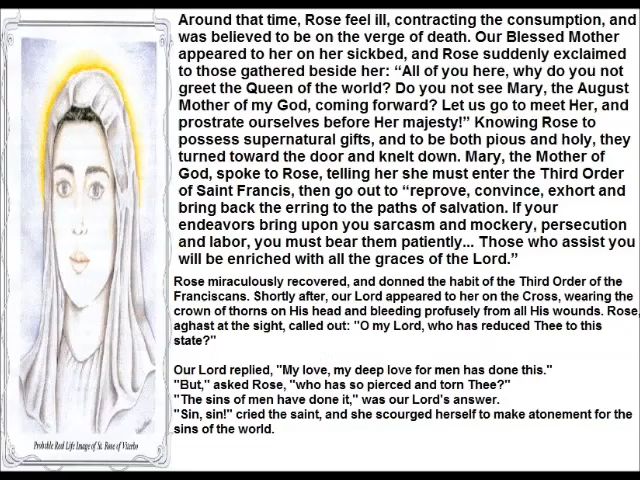 Around that time, Rose feel ill, contracting the consumption, and
was believed to be on the verge of death. Our Blessed Mother
appeared to her on her sickbed, and Rose suddenly exclaimed
to those gathered beside her: “All of you here, why do you not
greet the Queen of the world? Do you not see Mary, the August
Mother of my God, coming forward? Let us go to meet Her, and
prostrate ourselves before Her majesty!” Knowing Rose to
possess supernatural gifts, and to be both pious and holy, they
turned toward the door and knelt down. Mary, the Mother of
God, spoke to Rose, telling her she must enter the Third Order
of Saint Francis, then go out to “reprove, convince, exhort and
bring back the erring to the paths of salvation. If your
endeavors bring upon you sarcasm and mockery, persecution
and labor, you must bear them patiently... Those who assist you
will be enriched with all the graces of the Lord.”
Rose miraculously recovered, and donned the habit of the Third Order of the
Franciscans. Shortly after, our Lord appeared to her on the Cross, wearing the
crown of thorns on His head and bleeding profusely from all His wounds. Rose,
aghast at the sight, called out: "O my Lord, who has reduced Thee to this
state?"
Our Lord replied, "My love, my deep love for men has done this."
"But," asked Rose, "who has so pierced and torn Thee?"
"The sins of men have done it," was our Lord's answer.
"Sin, sin!" cried the saint, and she scourged herself to make atonement for the
sins of the world.
Probable Real Life Image of St. Rose of Viterbo